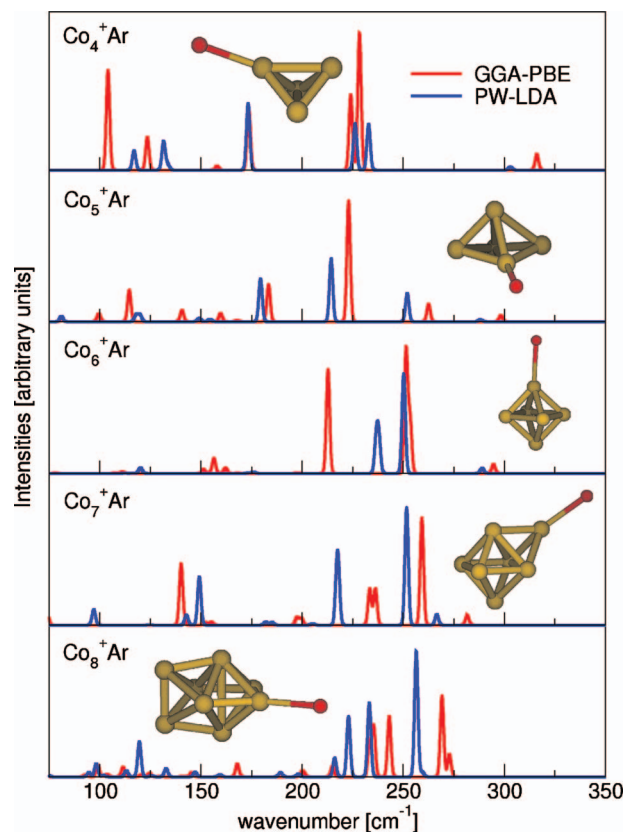 Co₄⁺Ar
GGA-PBE
PW-LDA
Co₅⁺Ar
Co₆⁺Ar
Co₇⁺Ar
Co₈⁺Ar
Intensities [arbitrary units]
100 150 200 250 300 350
wavenumber [cm⁻¹]